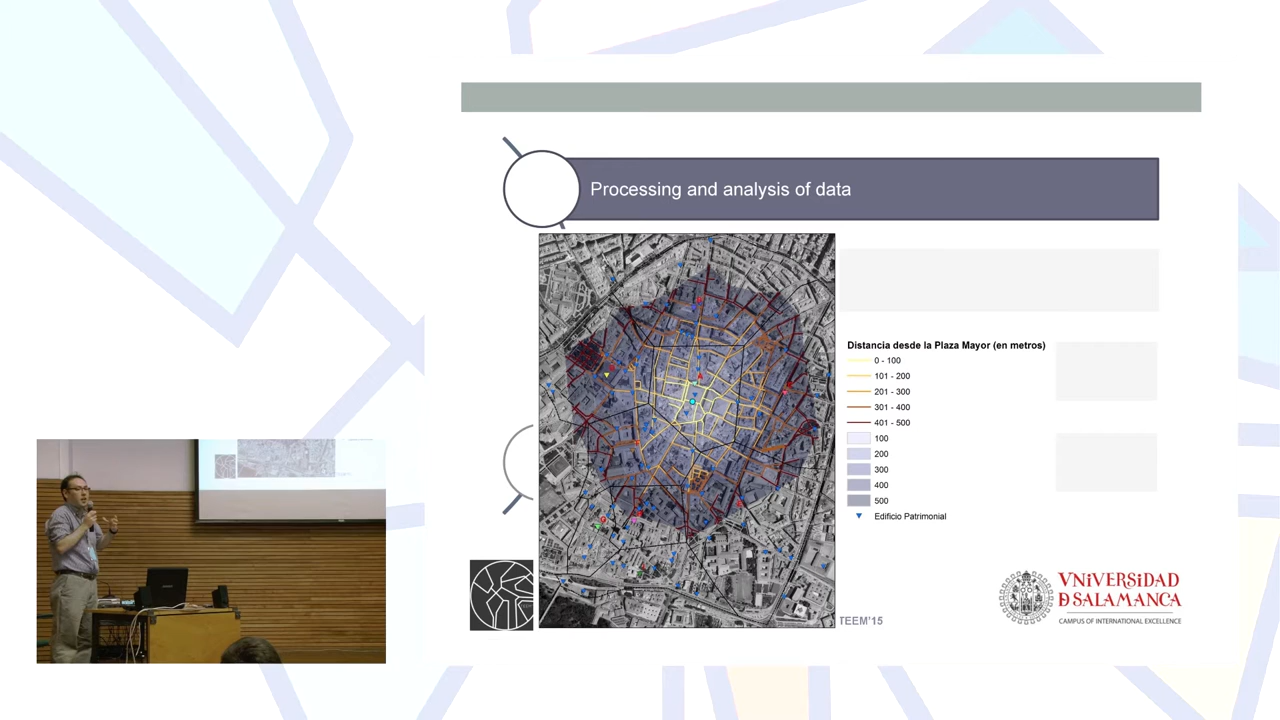 Processing and analysis of data
Distancia desde la Plaza Mayor (en metros)
0 - 100
101 - 200
201 - 300
301 - 400
401 - 500
100
200
300
400
500
Edificio Patrimonial
TEEM'15
VNiVERSiDAD
D SALAMANCA
CAMPUS OF INTERNATIONAL EXCELLENCE